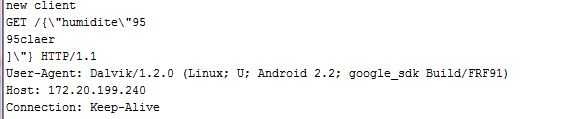 new client
GET /{\"humidite\"95
95claer
]\"} HTTP/1.1
User-Agent: Dalvik/1.2.0 (Linux; U; Android 2.2; google_sdk Build/FRF91)
Host: 172.20.199.240
Connection: Keep-Alive